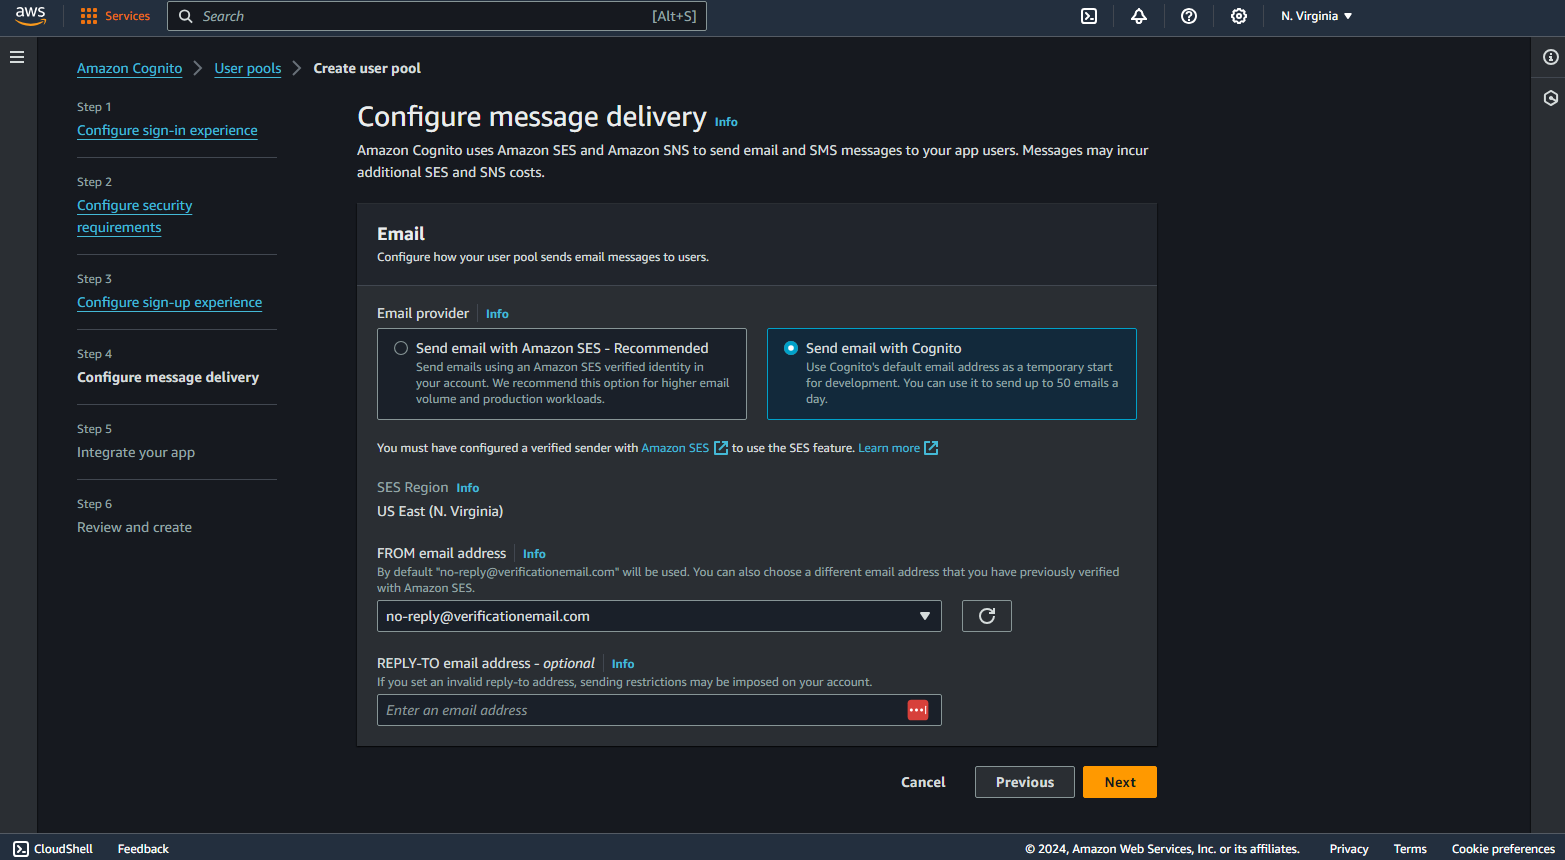 aws
Services
Search
[Alt+S]
N. Virginia
Amazon Cognito
User pools
Create user pool
Step 1
Configure sign-in experience
Step 2
Configure security
requirements
Step 3
Configure sign-up experience
Step 4
Configure message delivery
Step 5
Integrate your app
Step 6
Review and create
Configure message delivery Info
Amazon Cognito uses Amazon SES and Amazon SNS to send email and SMS messages to your app users. Messages may incur
additional SES and SNS costs.
Email
Configure how your user pool sends email messages to users.
Email provider Info
Send email with Amazon SES - Recommended
Send emails using an Amazon SES verified identity in
your account. We recommend this option for higher email
volume and production workloads.
Send email with Cognito
Use Cognito's default email address as a temporary start
for development. You can use it to send up to 50 emails a
day.
You must have configured a verified sender with Amazon SES to use the SES feature. Learn more
SES Region Info
US East (N. Virginia)
FROM email address Info
By default "no-reply@verificationemail.com" will be used. You can also choose a different email address that you have previously verified
with Amazon SES.
no-reply@verificationemail.com
REPLY-TO email address - optional Info
If you set an invalid reply-to address, sending restrictions may be imposed on your account.
Enter an email address
Cancel
Previous
Next
CloudShell
Feedback
© 2024, Amazon Web Services, Inc. or its affiliates.
Privacy
Terms
Cookie preferences